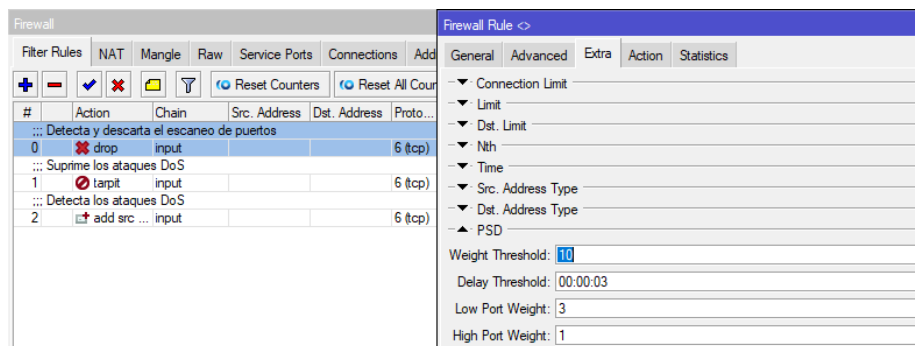 Firewall
Filter Rules NAT Mangle Raw Service Ports Connections Add
Reset Counters Reset All Cour
# Action Chain Src. Address Dst. Address Proto...
;;; Detecta y descarta el escaneo de puertos
0 drop input 6 (tcp)
;;; Suprime los ataques DoS
1 tarpit input 6 (tcp)
;;; Detecta los ataques DoS
2 add src ... input 6 (tcp)
Firewall Rule <>
General Advanced Extra Action Statistics
Connection Limit
Limit
Dst. Limit
Nth
Time
Src. Address Type
Dst. Address Type
PSD
Weight Threshold: 10
Delay Threshold: 00:00:03
Low Port Weight: 3
High Port Weight: 1